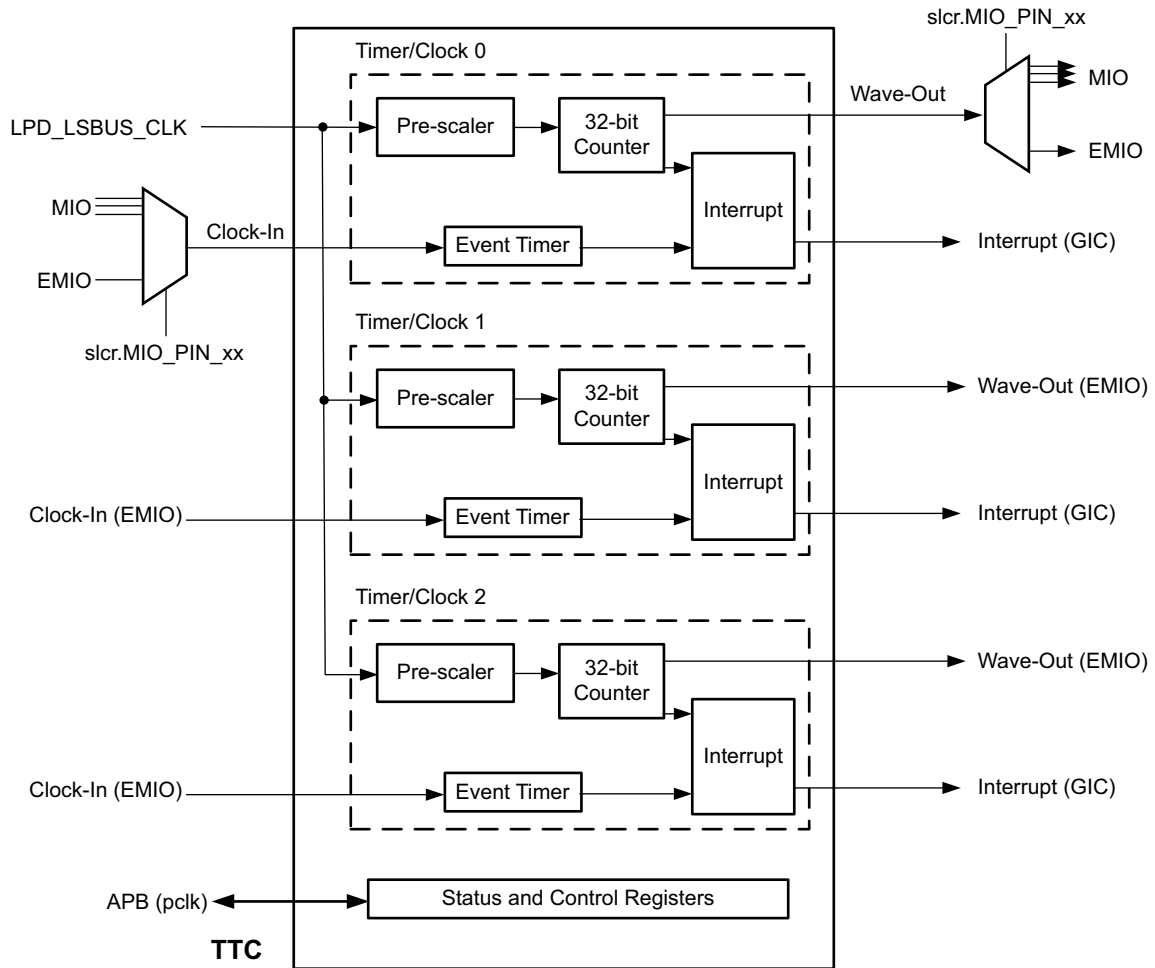 slcr.MIO_PIN_xx
Timer/Clock 0
Wave-Out
MIO
LPD_LSBUS_CLK
Pre-scaler
32-bit
Counter
EMIO
MIO
Clock-In
Interrupt
Event Timer
Interrupt (GIC)
EMIO
slcr.MIO_PIN_xx
Timer/Clock 1
Pre-scaler
32-bit
Counter
Wave-Out (EMIO)
Interrupt
Clock-In (EMIO)
Event Timer
Interrupt (GIC)
Timer/Clock 2
Pre-scaler
32-bit
Counter
Wave-Out (EMIO)
Interrupt
Clock-In (EMIO)
Event Timer
Interrupt (GIC)
APB (pclk)
Status and Control Registers
TTC